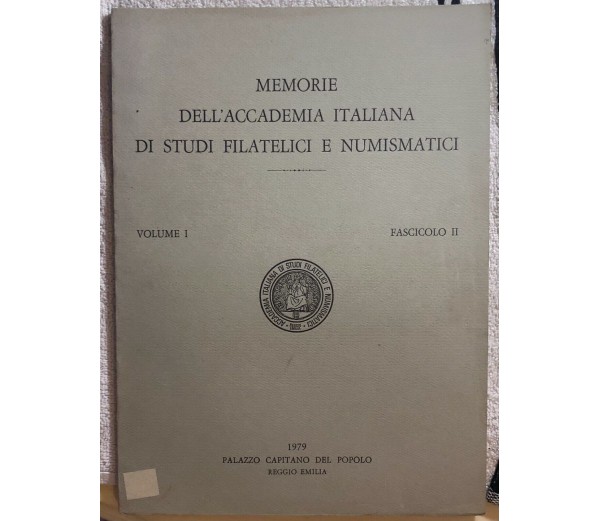 MEMORIE
DELL'ACCADEMIA ITALIANA
DI STUDI FILATELICI E NUMISMATICI
VOLUME I FASCICOLO II
ACCADEMIA ITALIANA DI STUDI FILATELICI E NUMISMATICI
1979
PALAZZO CAPITANO DEL POPOLO
REGGIO EMILIA